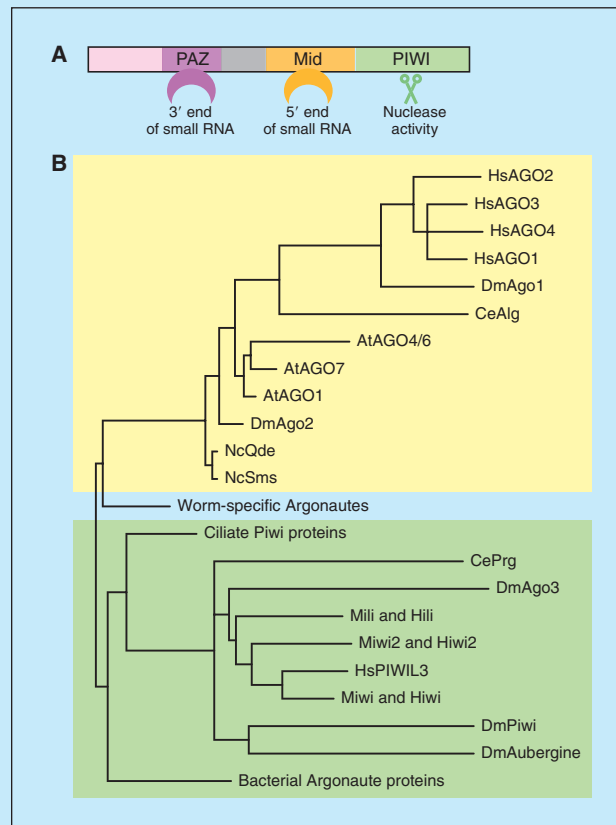 A
PAZ Mid PIWI
3′ end 5′ end Nuclease
of small RNA of small RNA activity
B
HsAGO2
HsAGO3
HsAGO4
HsAGO1
DmAgo1
CeAlg
AtAGO4/6
AtAGO7
AtAGO1
DmAgo2
NcQde
NcSms
Worm-specific Argonautes
Ciliate Piwi proteins
CePrg
DmAgo3
Mili and Hili
Miwi2 and Hiwi2
HsPIWIL3
Miwi and Hiwi
DmPiwi
DmAubergine
Bacterial Argonaute proteins